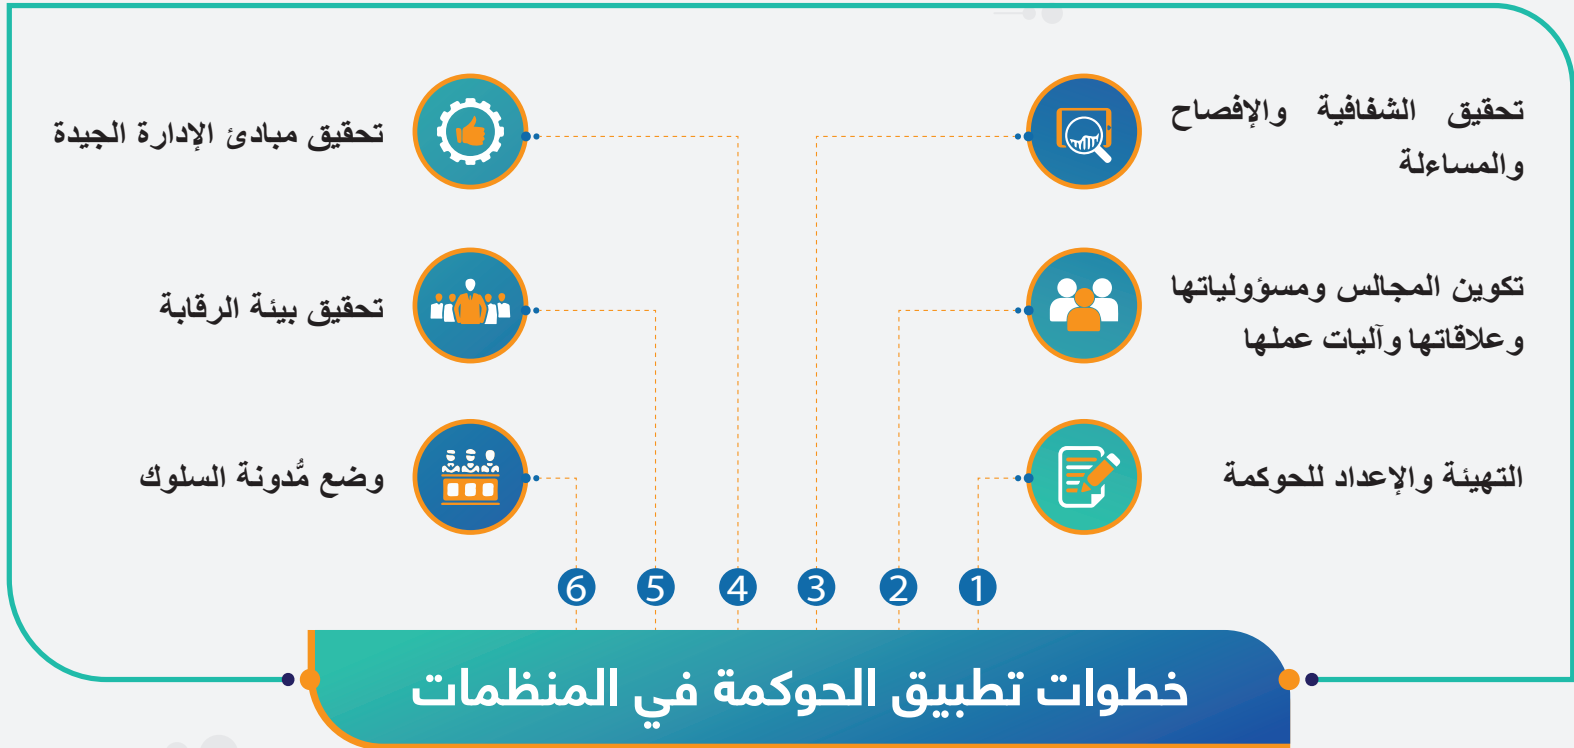 تحقيق الشفافية والإفصاح
والمساءلة
تكوين المجالس ومسؤولياتها
وعلاقاتها وآليات عملها
التهيئة والإعداد للحوكمة
تحقيق مبادئ الإدارة الجيدة
تحقيق بيئة الرقابة
وضع مُّدونة السلوك
1
2
3
4
5
6
خطوات تطبيق الحوكمة في المنظمات